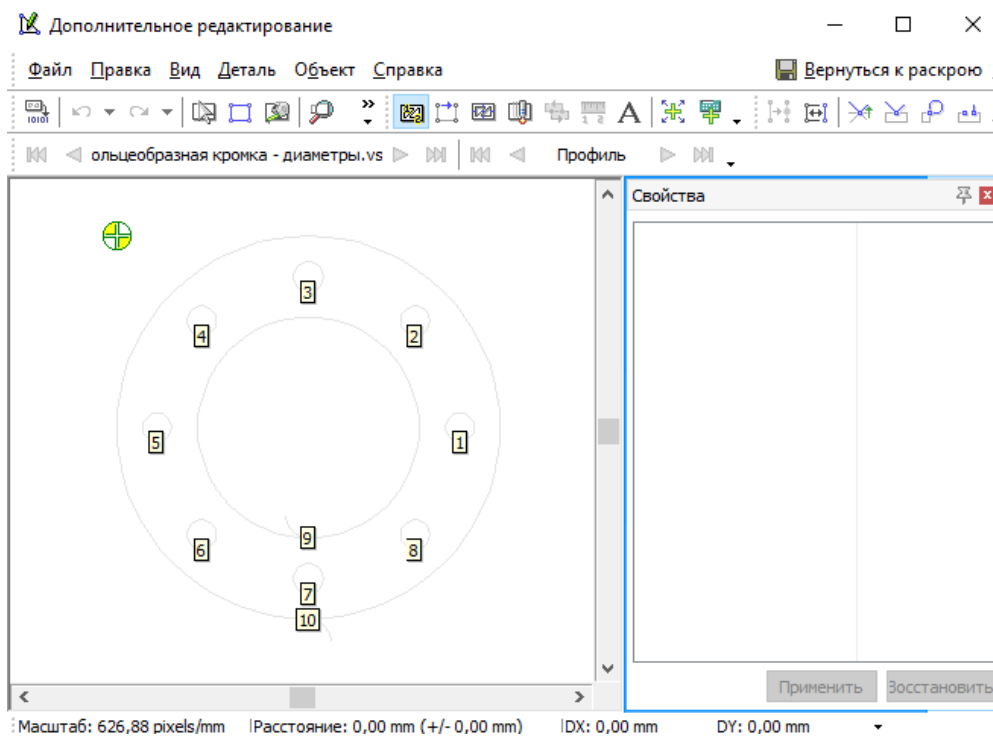 Дополнительное редактирование
Файл Правка Вид Деталь Объект Справка Вернуться к раскрою
ольцеобразная кромка - диаметры.vs Профиль
Свойства
3
4 2
5 1
9
6 8
7
10
Применить Восстановить
Масштаб: 626,88 pixels/mm Расстояние: 0,00 mm (+/- 0,00 mm) DX: 0,00 mm DY: 0,00 mm